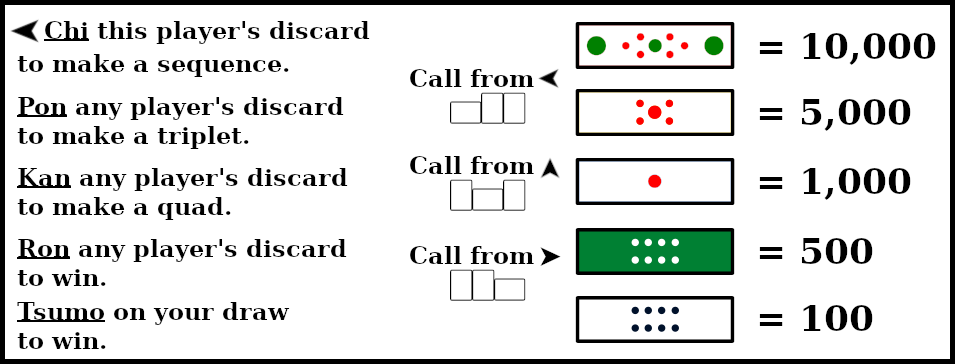 Chi this player's discard
to make a sequence.
Pon any player's discard
to make a triplet.
Kan any player's discard
to make a quad.
Ron any player's discard
to win.
Tsumo on your draw
to win.
Call from
Call from
Call from
= 10,000
= 5,000
= 1,000
= 500
= 100